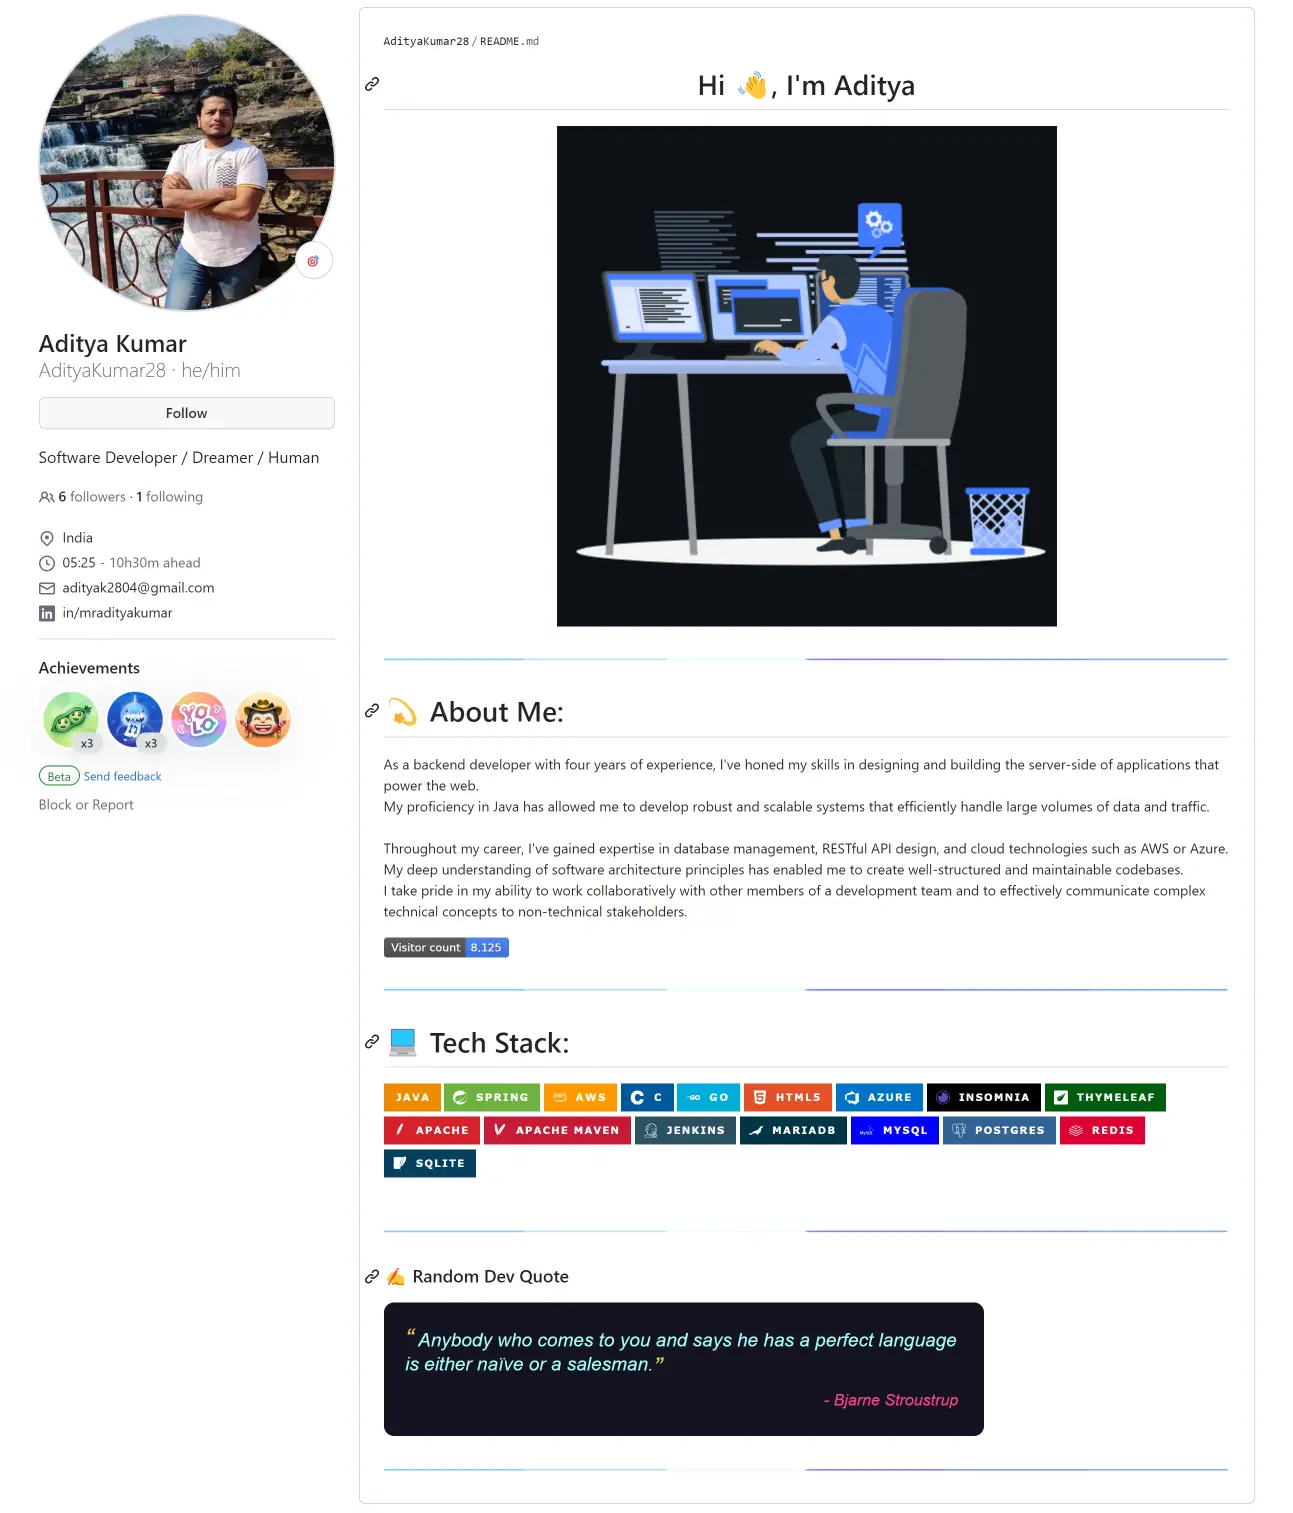 Aditya Kumar
AdityaKumar28 · he/him
Follow
Software Developer / Dreamer / Human
6 followers · 1 following
India
05:25 - 10h30m ahead
adityak2804@gmail.com
in/mradityakumar
Achievements
x3
x3
YOLO
Beta Send feedback
Block or Report
AdityaKumar28 / README.md
Hi 👋, I'm Aditya
💫 About Me:
As a backend developer with four years of experience, I've honed my skills in designing and building the server-side of applications that
power the web.
My proficiency in Java has allowed me to develop robust and scalable systems that efficiently handle large volumes of data and traffic.
Throughout my career, I've gained expertise in database management, RESTful API design, and cloud technologies such as AWS or Azure.
My deep understanding of software architecture principles has enabled me to create well-structured and maintainable codebases.
I take pride in my ability to work collaboratively with other members of a development team and to effectively communicate complex
technical concepts to non-technical stakeholders.
Visitor count 8,125
💻 Tech Stack:
JAVA SPRING AWS C GO HTML5 AZURE INSOMNIA THYMELEAF
APACHE APACHE MAVEN JENKINS MARIADB MYSQL POSTGRES REDIS
SQLITE
✍️ Random Dev Quote
“ Anybody who comes to you and says he has a perfect language
is either naïve or a salesman.”
- Bjarne Stroustrup